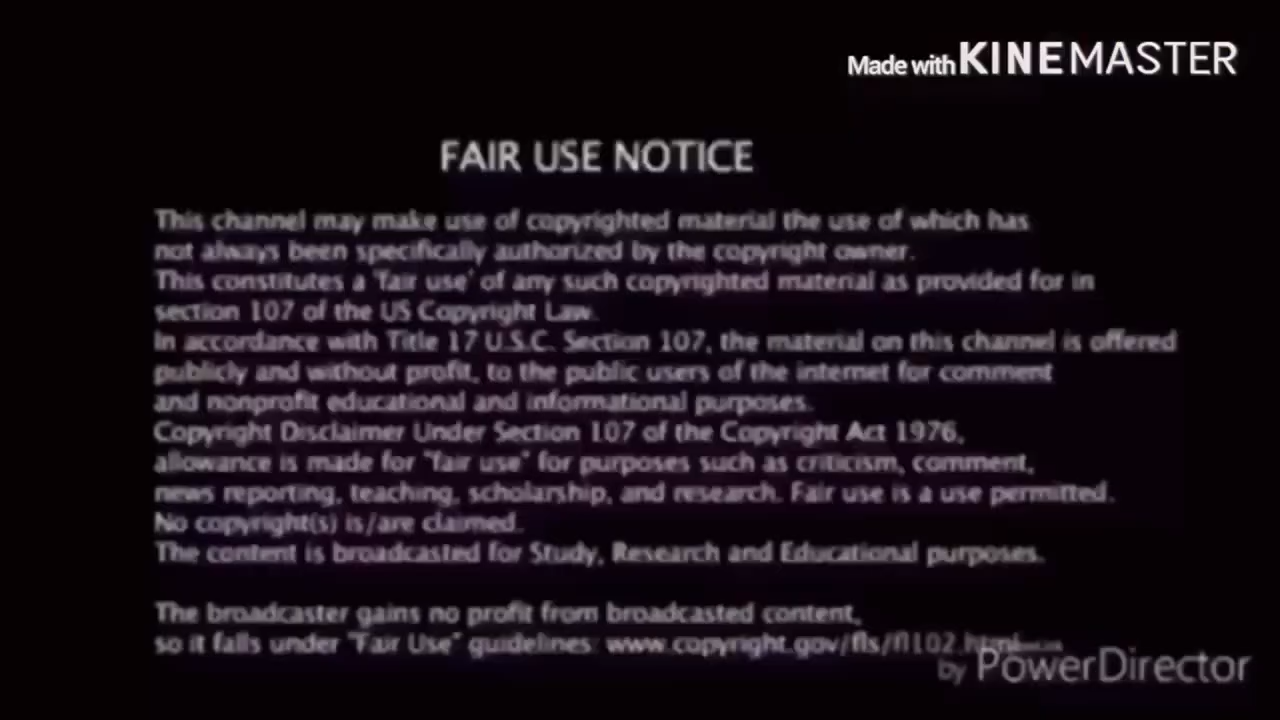 Made with KINEMASTER
FAIR USE NOTICE
This channel may make use of copyrighted material the use of which has
not always been specifically authorized by the copyright owner.
This constitutes a 'fair use' of any such copyrighted material as provided for in
section 107 of the US Copyright Law.
In accordance with Title 17 U.S.C. Section 107, the material on this channel is offered
publicly and without profit, to the public users of the internet for comment
and nonprofit educational and informational purposes.
Copyright Disclaimer Under Section 107 of the Copyright Act 1976,
allowance is made for "fair use" for purposes such as criticism, comment,
news reporting, teaching, scholarship, and research. Fair use is a use permitted.
No copyright(s) is/are claimed.
The content is broadcasted for Study, Research and Educational purposes.
The broadcaster gains no profit from broadcasted content,
so it falls under "Fair Use" guidelines: www.copyright.gov/fls/fl102.html
by PowerDirector